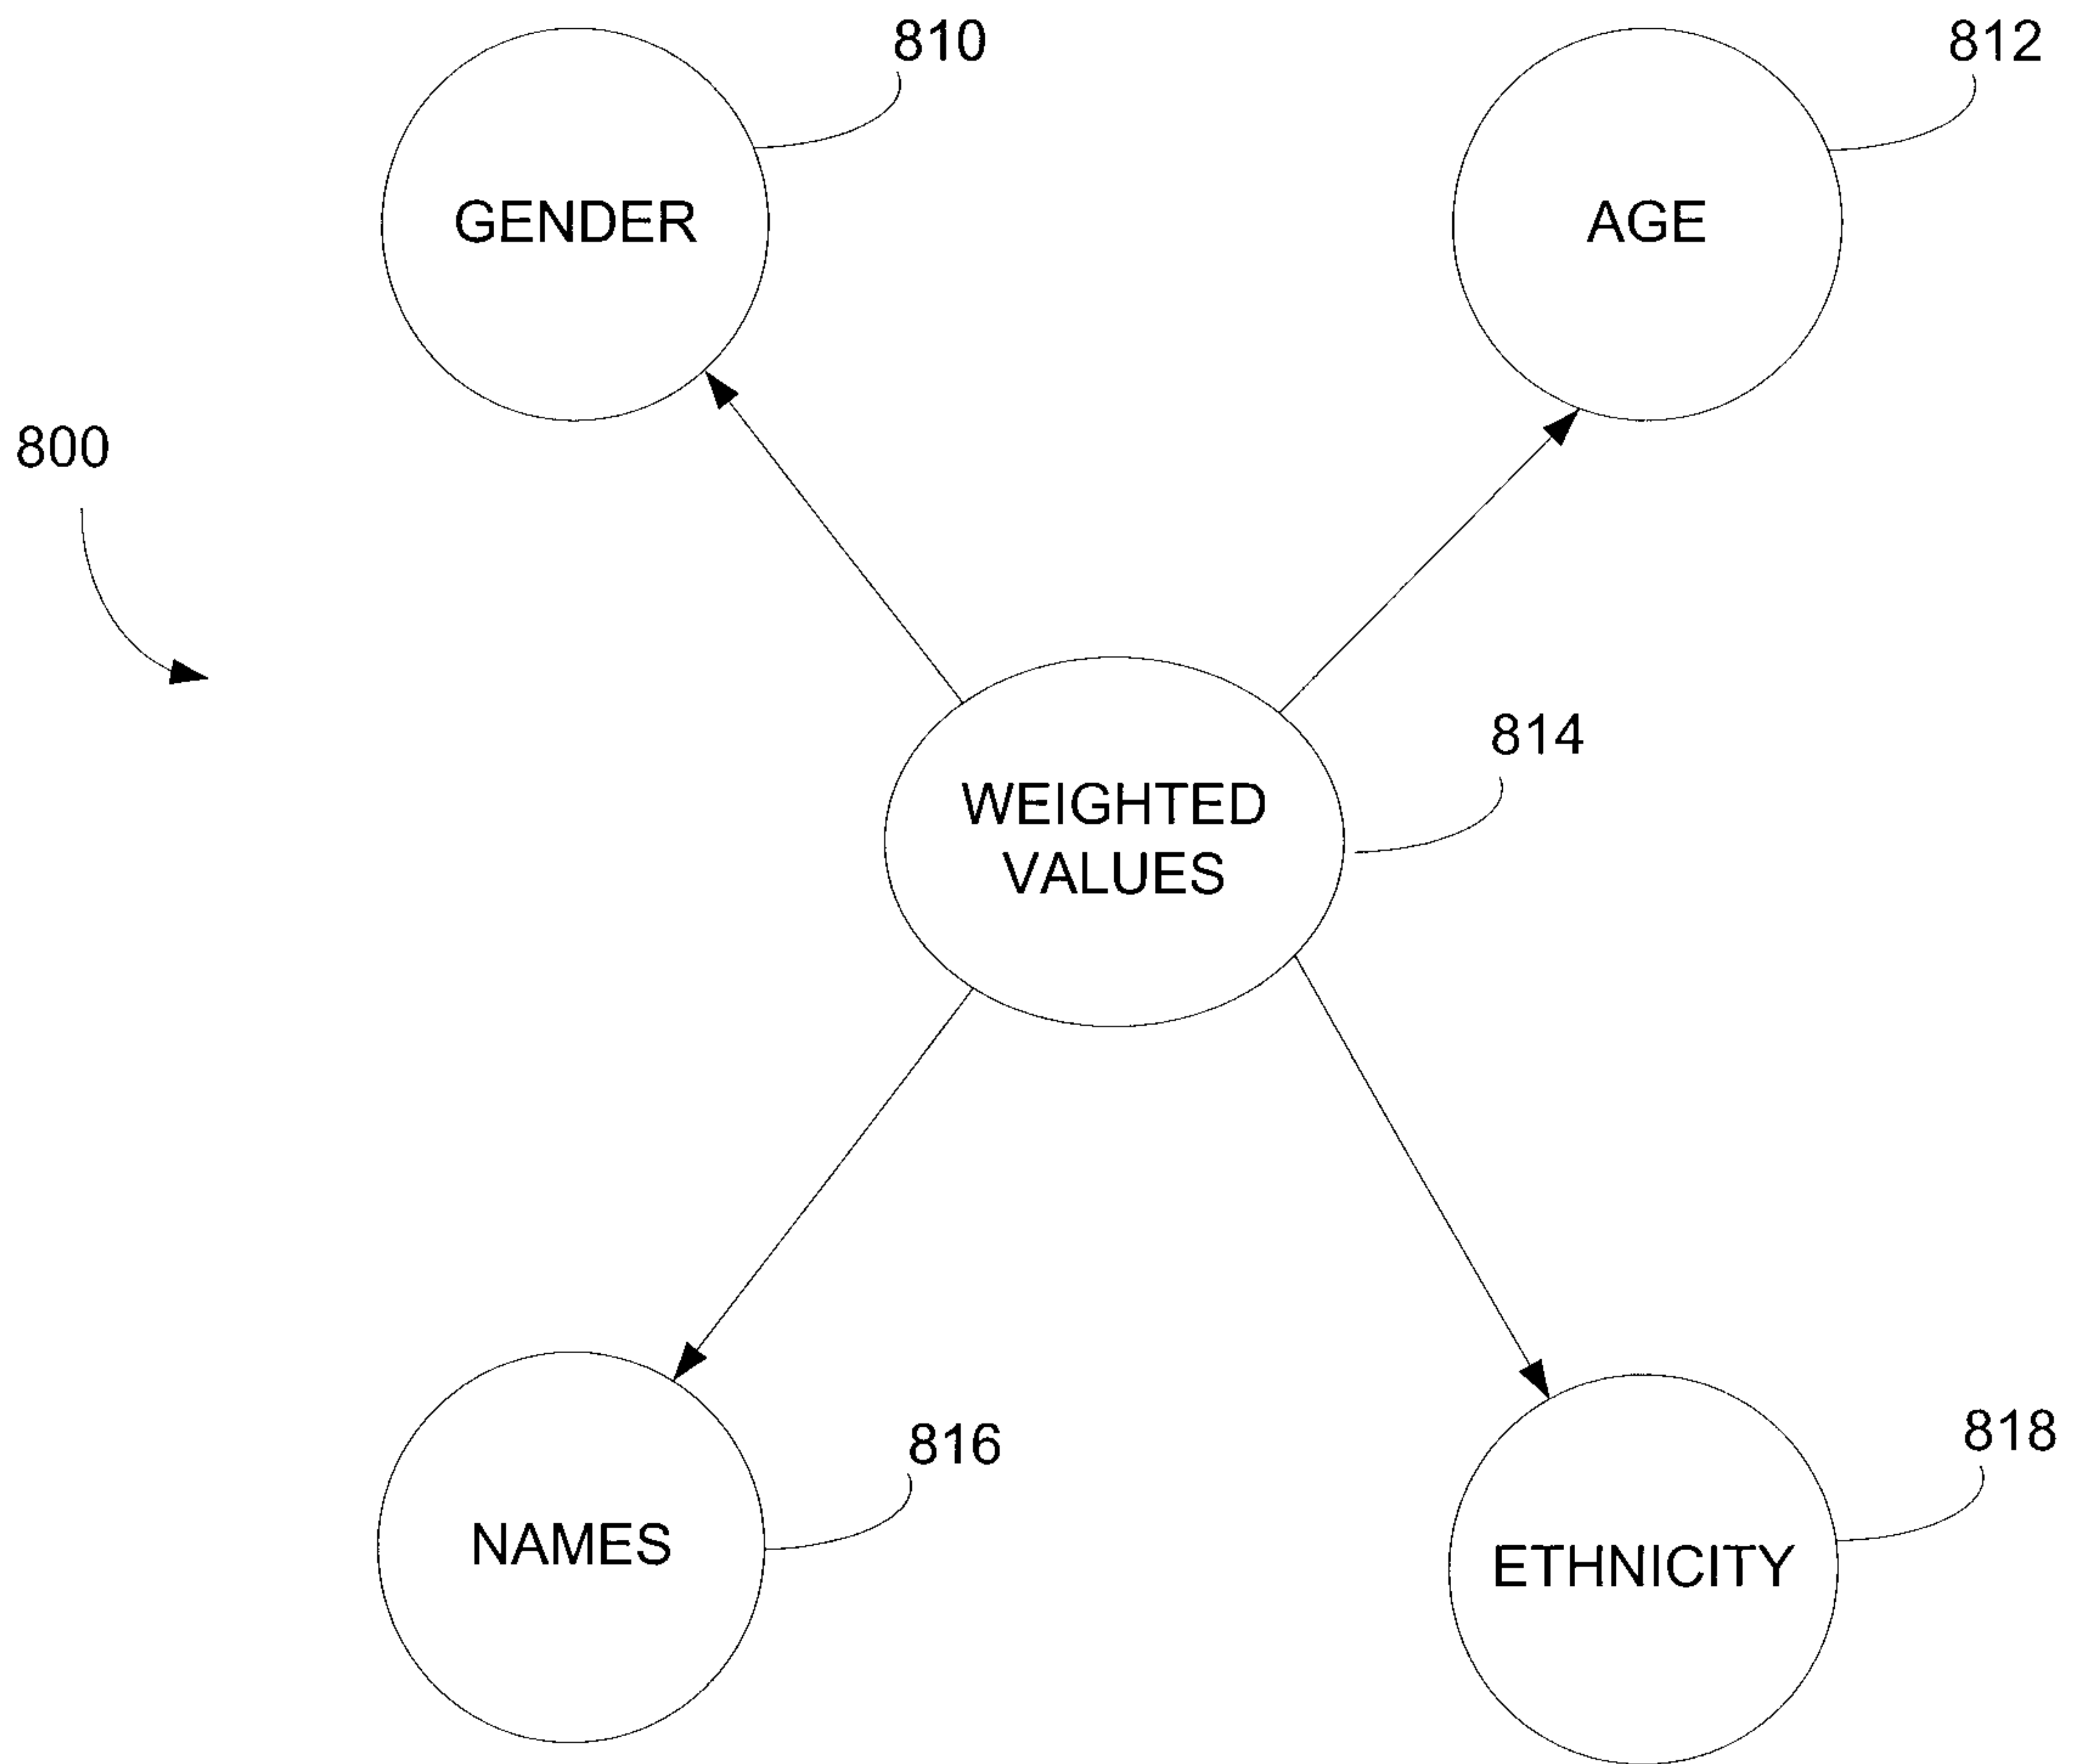 810
812
GENDER
AGE
800
814
WEIGHTED
VALUES
816
818
NAMES
ETHNICITY